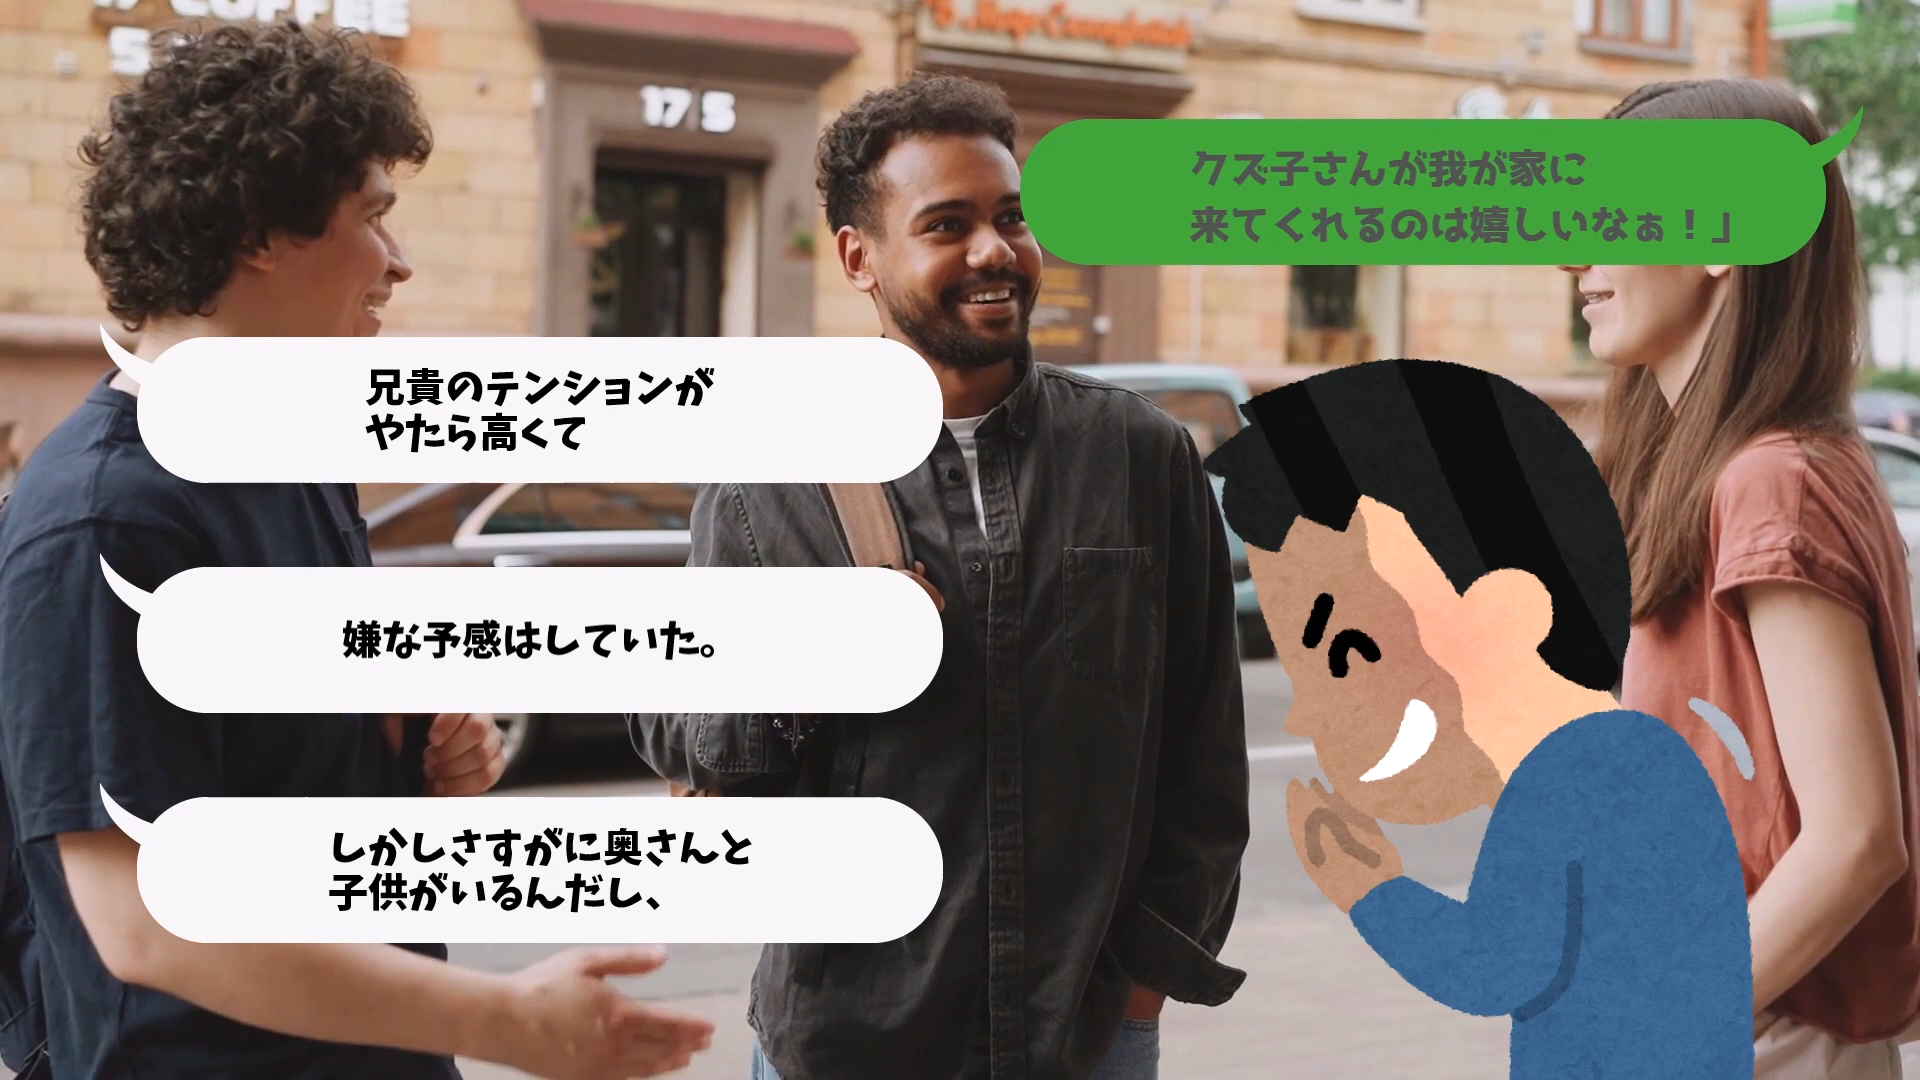 COFFEE
17 5
クズ子さんが我が家に
来てくれるのは嬉しいなぁ！」
兄貴のテンションが
やたら高くて
嫌な予感はしていた。
しかしさすがに奥さんと
子供がいるんだし、